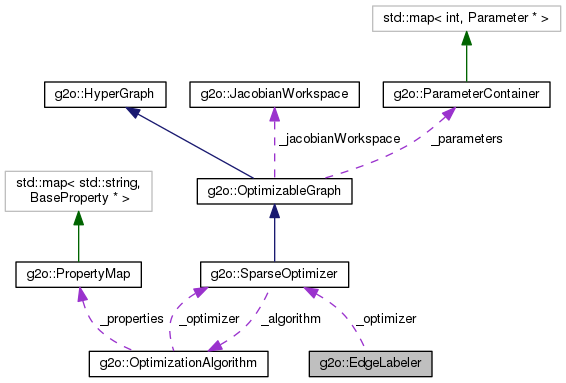 std::map< int, Parameter * >
g2o::HyperGraph
g2o::JacobianWorkspace
g2o::ParameterContainer
_jacobianWorkspace
_parameters
std::map< std::string,
BaseProperty * >
g2o::OptimizableGraph
g2o::PropertyMap
g2o::SparseOptimizer
_properties
_optimizer
_algorithm
_optimizer
g2o::OptimizationAlgorithm
g2o::EdgeLabeler